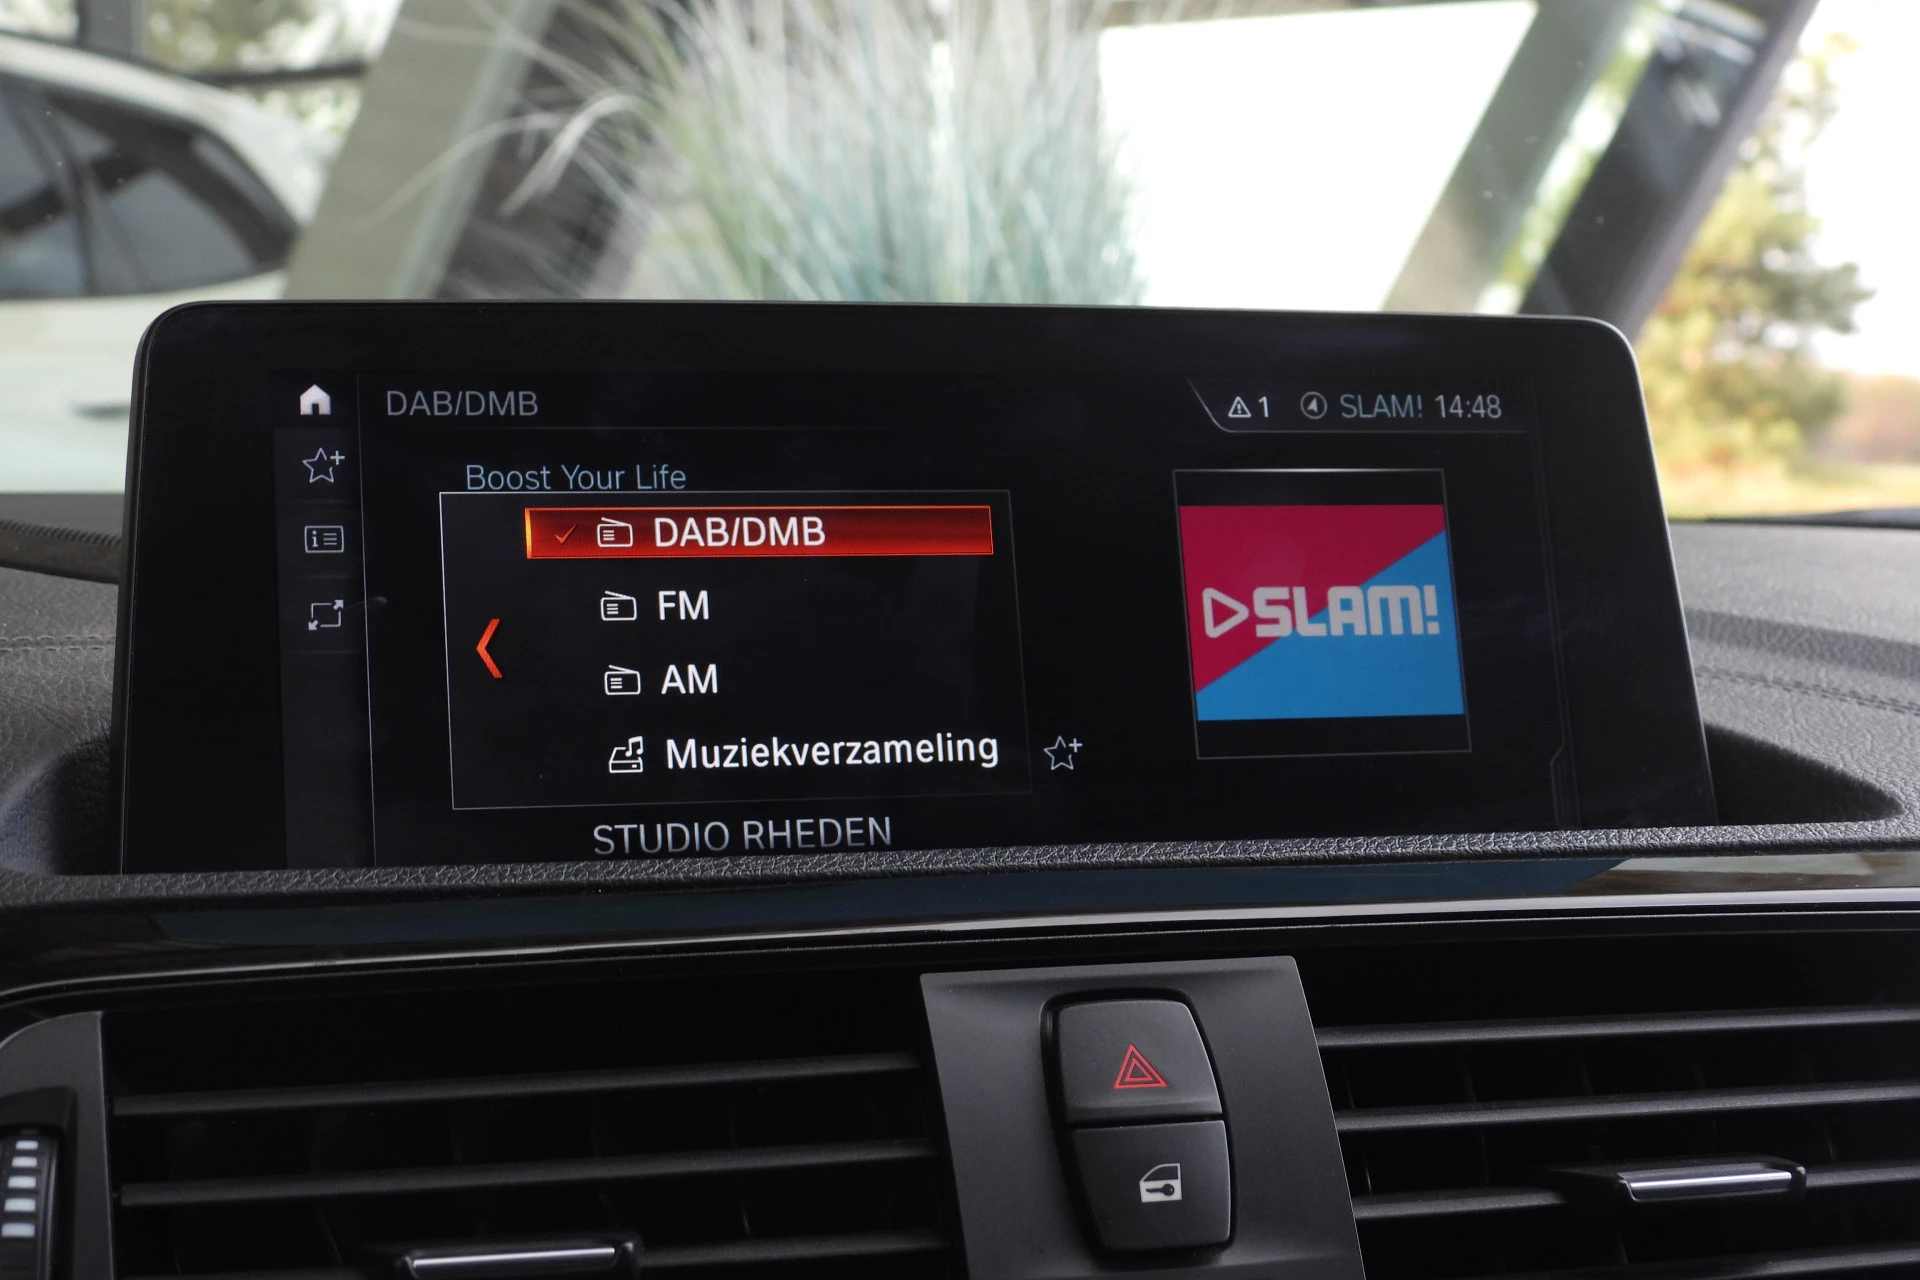 DAB/DMB
1 SLAM! 14:48
Boost Your Life
DAB/DMB
FM
AM
Muziekverzameling
STUDIO RHEDEN
SLAM!